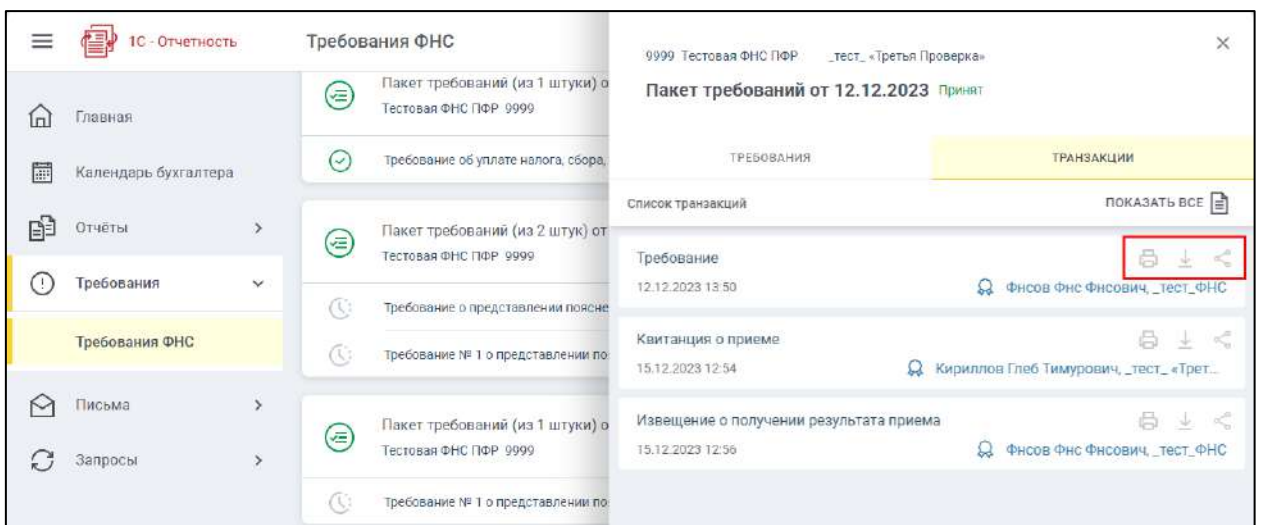 1С - Отчетность
Главная
Календарь бухгалтера
Отчёты
Требования
Требования ФНС
Письма
Запросы
Требования ФНС
Пакет требований (из 1 штуки) о
Тестовая ФНС ПФР 9999
Требование об уплате налога, сбора,
Пакет требований (из 2 штук) от
Тестовая ФНС ПФР 9999
Требование о представлении поясне
Требование № 1 о представлении по
Пакет требований (из 1 штуки) о
Тестовая ФНС ПФР 9999
Требование № 1 о представлении по
9999 Тестовая ФНС ПФР _тест_ «Третья Проверка»
Пакет требований от 12.12.2023 Принят
ТРЕБОВАНИЯ
ТРАНЗАКЦИИ
Список транзакций
ПОКАЗАТЬ ВСЕ
Требование
12.12.2023 13:50
Фнсов Фнс Фнсович, _тест_ФНС
Квитанция о приеме
15.12.2023 12:54
Кириллов Глеб Тимурович, _тест_ «Трет...
Извещение о получении результата приема
15.12.2023 12:56
Фнсов Фнс Фнсович, _тест_ФНС